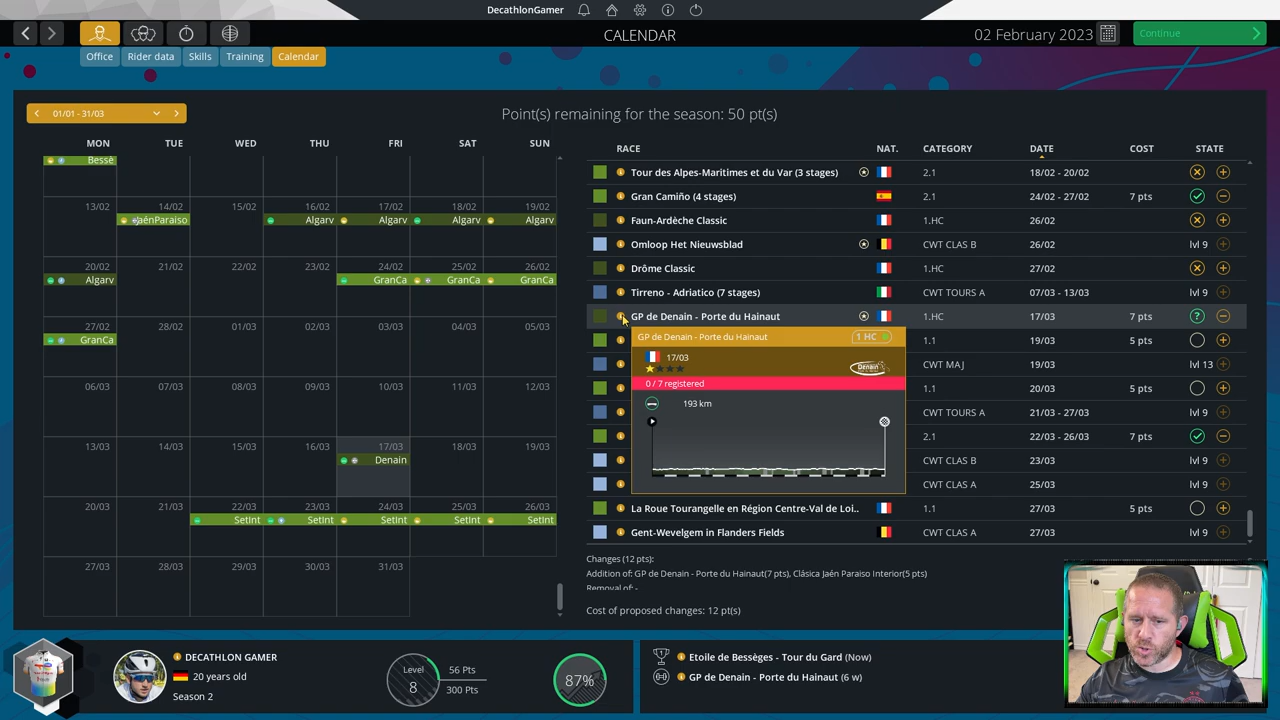 DecathlonGamer
CALENDAR
02 February 2023
Continue
Office
Rider data
Skills
Training
Calendar
01/01 - 31/03
Point(s) remaining for the season: 50 pt(s)
MON TUE WED THU FRI SAT SUN
Bessè
13/02 14/02 15/02 16/02 17/02 18/02 19/02
aénParaiso Algarv Algarv Algarv Algarv
20/02 21/02 22/02 23/02 24/02 25/02 26/02
Algarv GranCa GranCa GranCa
27/02 28/02 01/03 02/03 03/03 04/03 05/03
GranCa
06/03 07/03 08/03 09/03 10/03 11/03 12/03
13/03 14/03 15/03 16/03 17/03 18/03 19/03
Denain
20/03 21/03 22/03 23/03 24/03 25/03 26/03
SetInt SetInt SetInt SetInt SetInt
27/03 28/03 29/03 30/03 31/03
RACE NAT. CATEGORY DATE COST STATE
Tour des Alpes-Maritimes et du Var (3 stages) 2.1 18/02 - 20/02
Gran Camiño (4 stages) 2.1 24/02 - 27/02 7 pts
Faun-Ardèche Classic 1.HC 26/02
Omloop Het Nieuwsblad CWT CLAS B 26/02 lvl 9
Drôme Classic 1.HC 27/02
Tirreno - Adriatico (7 stages) CWT TOURS A 07/03 - 13/03 lvl 9
GP de Denain - Porte du Hainaut 1.HC 17/03 7 pts ?
1.1 19/03 5 pts
CWT MAJ 19/03 lvl 13
1.1 20/03 5 pts
CWT TOURS A 21/03 - 27/03 lvl 9
2.1 22/03 - 26/03 7 pts
CWT CLAS B 23/03 lvl 9
CWT CLAS A 25/03 lvl 9
La Roue Tourangelle en Région Centre-Val de Loi.. 1.1 27/03 5 pts
Gent-Wevelgem in Flanders Fields CWT CLAS A 27/03 lvl 9
GP de Denain - Porte du Hainaut 1 HC
17/03
Denain
0 / 7 registered
193 km
Changes (12 pts):
Addition of: GP de Denain - Porte du Hainaut(7 pts), Clásica Jaén Paraiso Interior(5 pts)
Removal of: -
Cost of proposed changes: 12 pt(s)
DECATHLON GAMER
20 years old
Season 2
Level
8
56 Pts
300 Pts
87%
Etoile de Bessèges - Tour du Gard (Now)
GP de Denain - Porte du Hainaut (6 w)